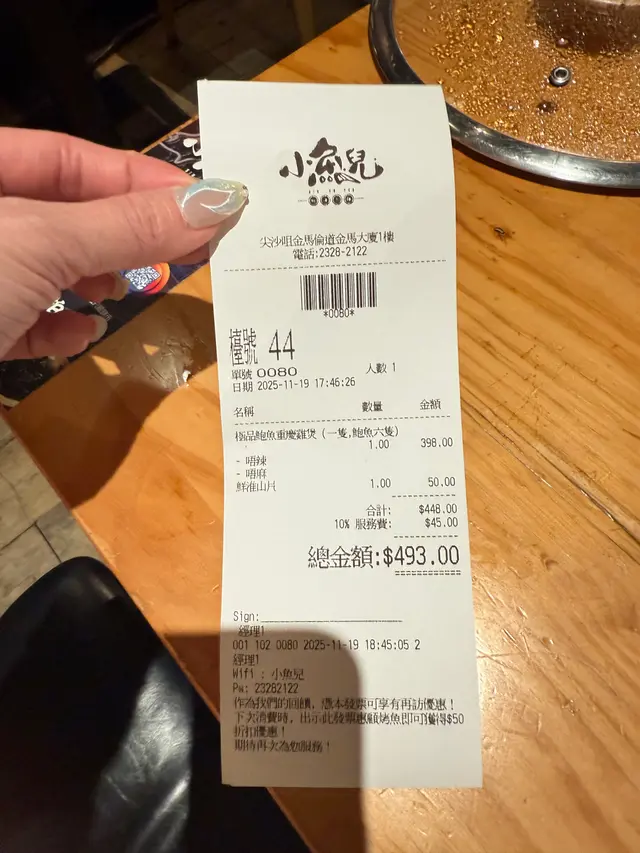 小魚兒
尖沙咀金馬倫道金馬大廈1樓
電話:2328-2122
*0080*
檯號 44
單號 0080 人數 1
日期 2025-11-19 17:46:26
名稱 數量 金額
極品鮑魚重慶雞煲（一隻,鮑魚六隻）
1.00 398.00
- 唔辣
- 唔麻
鮮淮山片 1.00 50.00
合計: $448.00
10% 服務費: $45.00
總金額:$493.00
Sign:
經理1
001 102 0080 2025-11-19 18:45:05 2
經理1
Wifi : 小魚兒
Pw: 23282122
作為我們的回饋，憑本發票可享有再訪優惠！
下次消費時，出示此發票惠顧烤魚即可獲得$50
折扣優惠！
期待再次為您服務！